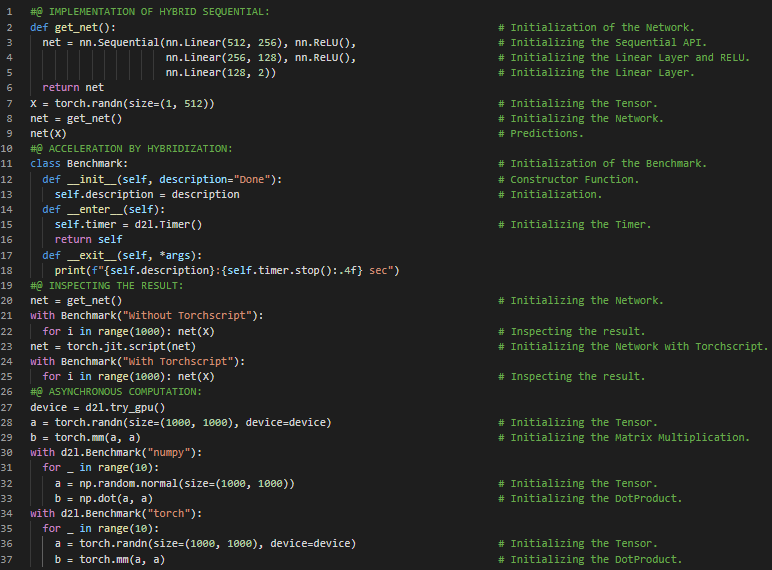 1 #@ IMPLEMENTATION OF HYBRID SEQUENTIAL:
2 def get_net(): # Initialization of the Network.
3   net = nn.Sequential(nn.Linear(512, 256), nn.ReLU(), # Initializing the Sequential API.
4                       nn.Linear(256, 128), nn.ReLU(), # Initializing the Linear Layer and RELU.
5                       nn.Linear(128, 2)) # Initializing the Linear Layer.
6   return net
7 X = torch.randn(size=(1, 512)) # Initializing the Tensor.
8 net = get_net() # Initializing the Network.
9 net(X) # Predictions.
10 #@ ACCELERATION BY HYBRIDIZATION:
11 class Benchmark: # Initialization of the Benchmark.
12   def __init__(self, description="Done"): # Constructor Function.
13     self.description = description # Initialization.
14   def __enter__(self):
15     self.timer = d2l.Timer() # Initializing the Timer.
16     return self
17   def __exit__(self, *args):
18     print(f"{self.description}:{self.timer.stop():.4f} sec")
19 #@ INSPECTING THE RESULT:
20 net = get_net() # Initializing the Network.
21 with Benchmark("Without Torchscript"):
22   for i in range(1000): net(X) # Inspecting the result.
23 net = torch.jit.script(net) # Initializing the Network with Torchscript.
24 with Benchmark("With Torchscript"):
25   for i in range(1000): net(X) # Inspecting the result.
26 #@ ASYNCHRONOUS COMPUTATION:
27 device = d2l.try_gpu()
28 a = torch.randn(size=(1000, 1000), device=device) # Initializing the Tensor.
29 b = torch.mm(a, a) # Initializing the Matrix Multiplication.
30 with d2l.Benchmark("numpy"):
31   for _ in range(10):
32     a = np.random.normal(size=(1000, 1000)) # Initializing the Tensor.
33     b = np.dot(a, a) # Initializing the DotProduct.
34 with d2l.Benchmark("torch"):
35   for _ in range(10):
36     a = torch.randn(size=(1000, 1000), device=device) # Initializing the Tensor.
37     b = torch.mm(a, a) # Initializing the DotProduct.